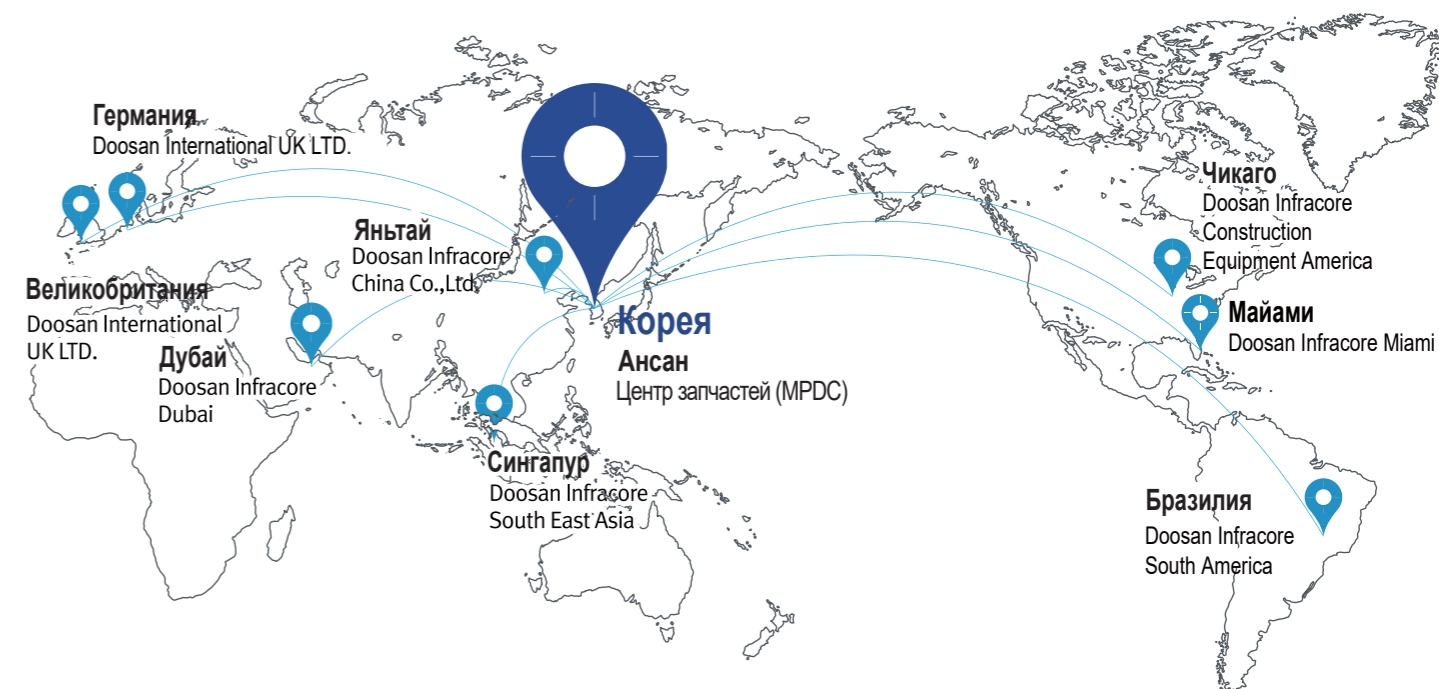 Германия
Doosan International UK LTD.
Великобритания
Doosan International
UK LTD.
Дубай
Doosan Infracore
Dubai
Яньтай
Doosan Infracore
China Co.,Ltd.
Корея
Ансан
Центр запчастей (MPDC)
Сингапур
Doosan Infracore
South East Asia
Чикаго
Doosan Infracore
Construction
Equipment America
Майами
Doosan Infracore Miami
Бразилия
Doosan Infracore
South America